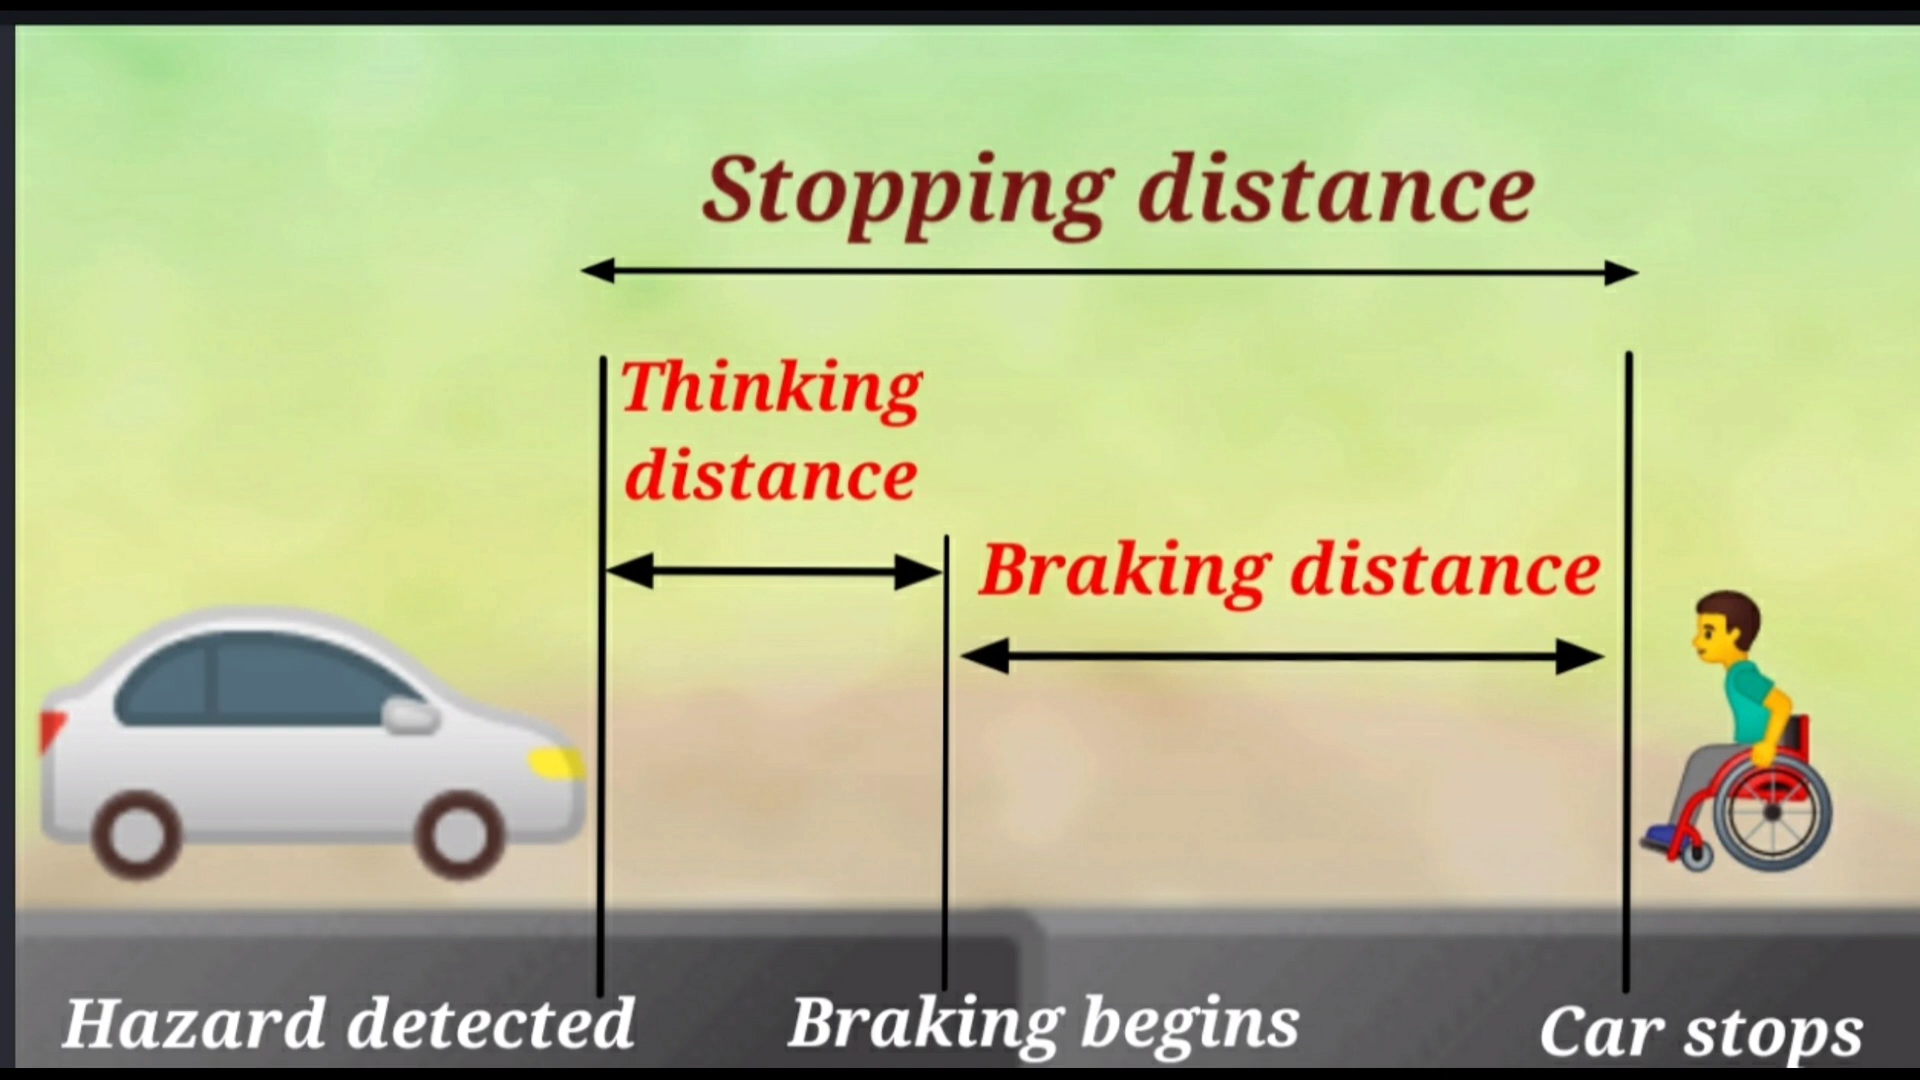 Stopping distance
Thinking
distance
Braking distance
Hazard detected
Braking begins
Car stops